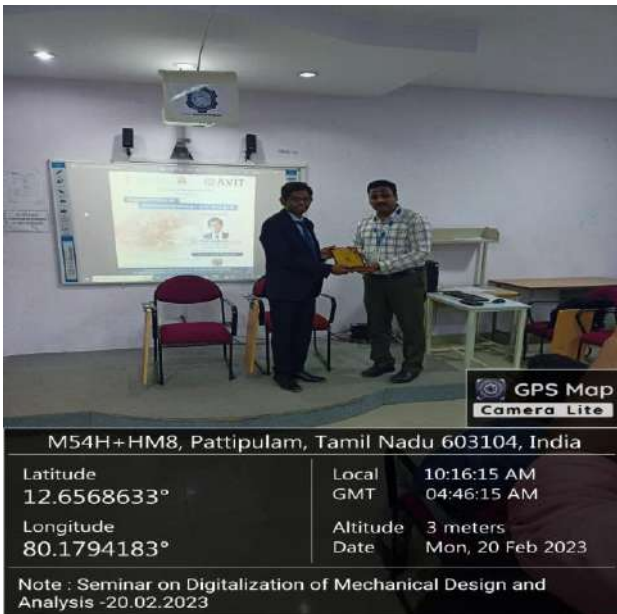 AVIT
GPS Map
Camera Lite
M54H+HM8, Pattipulam, Tamil Nadu 603104, India
Latitude
12.6568633°
Longitude
80.1794183°
Local 10:16:15 AM
GMT 04:46:15 AM
Altitude 3 meters
Date Mon, 20 Feb 2023
Note : Seminar on Digitalization of Mechanical Design and
Analysis -20.02.2023